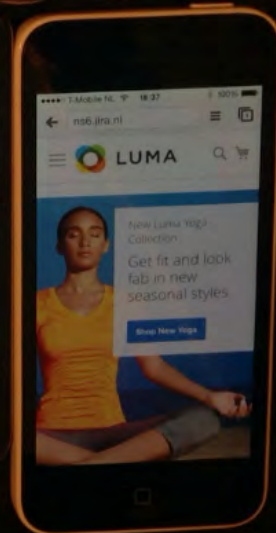 T-Mobile NL 18:37 100%
ns6.jira.nl
LUMA
New Luma Yoga
Collection
Get fit and look
fab in new
seasonal styles
Shop New Yoga